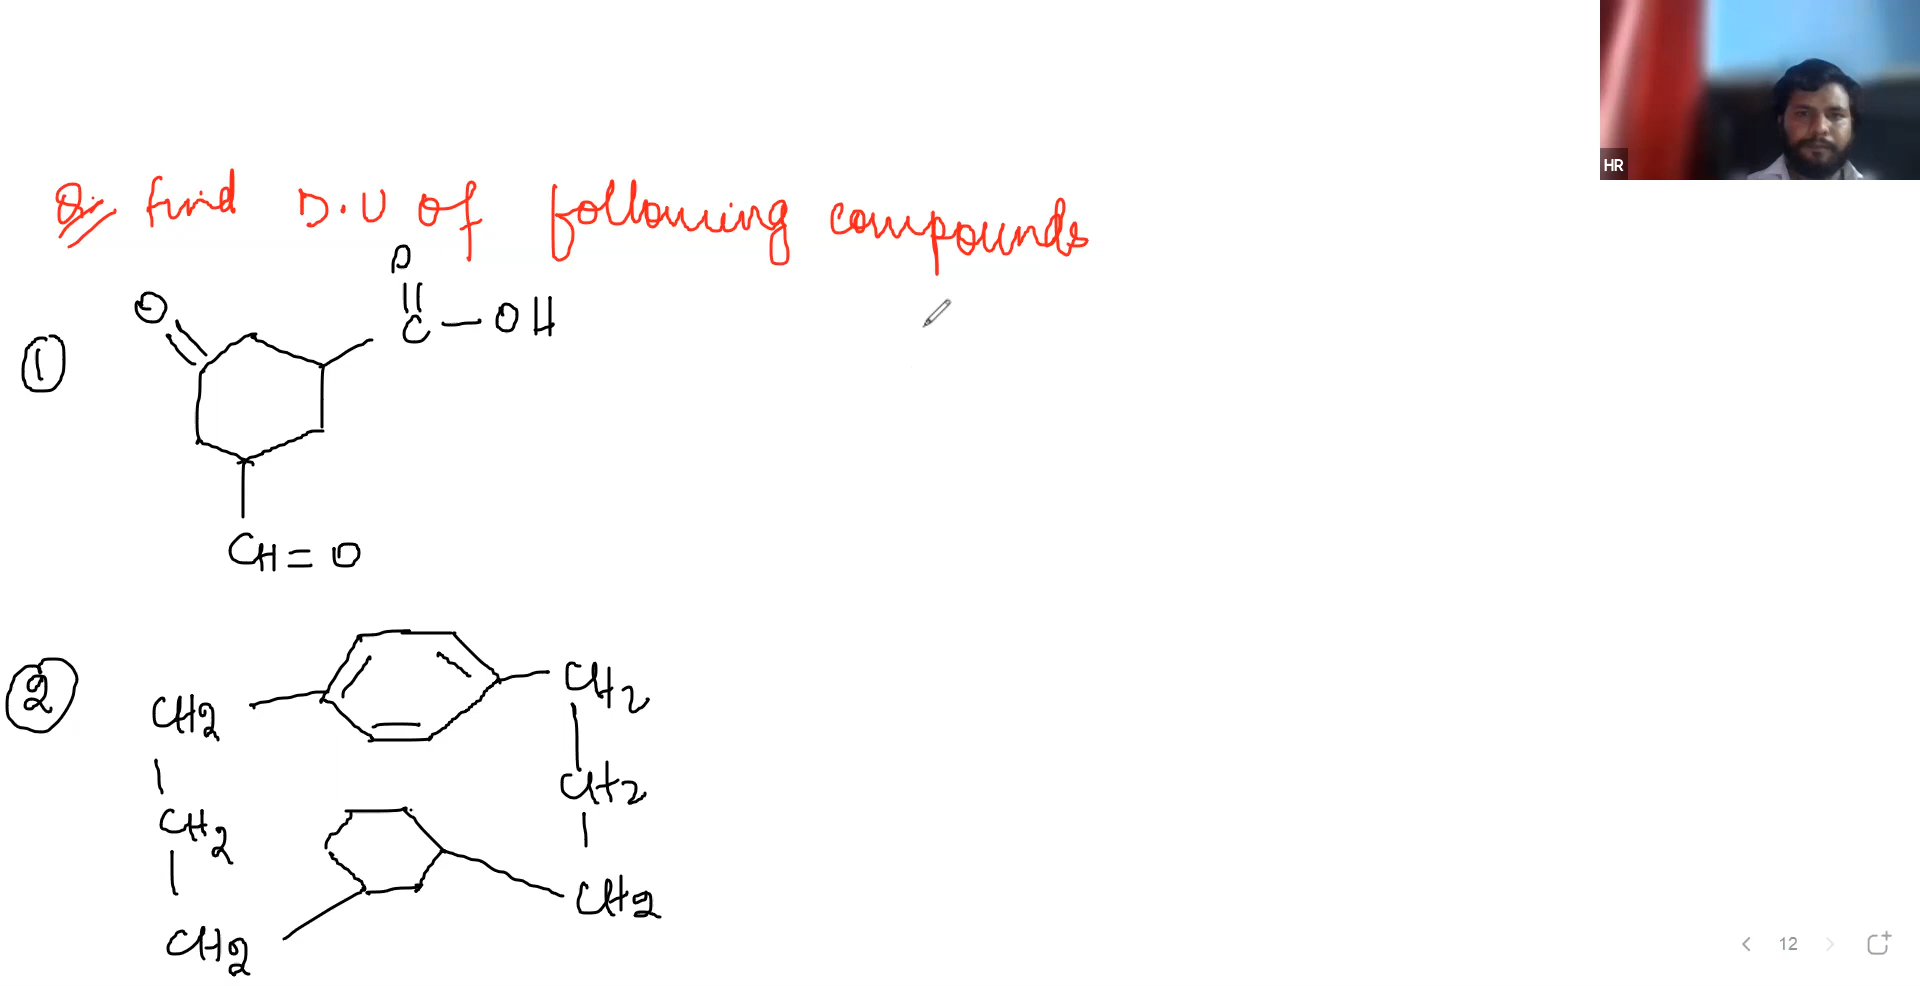 HR
Q:- find D.U of following compounds
① O O
C - OH
CH = O
② CH2 CH2
CH2 CH2
CH2 CH2
12